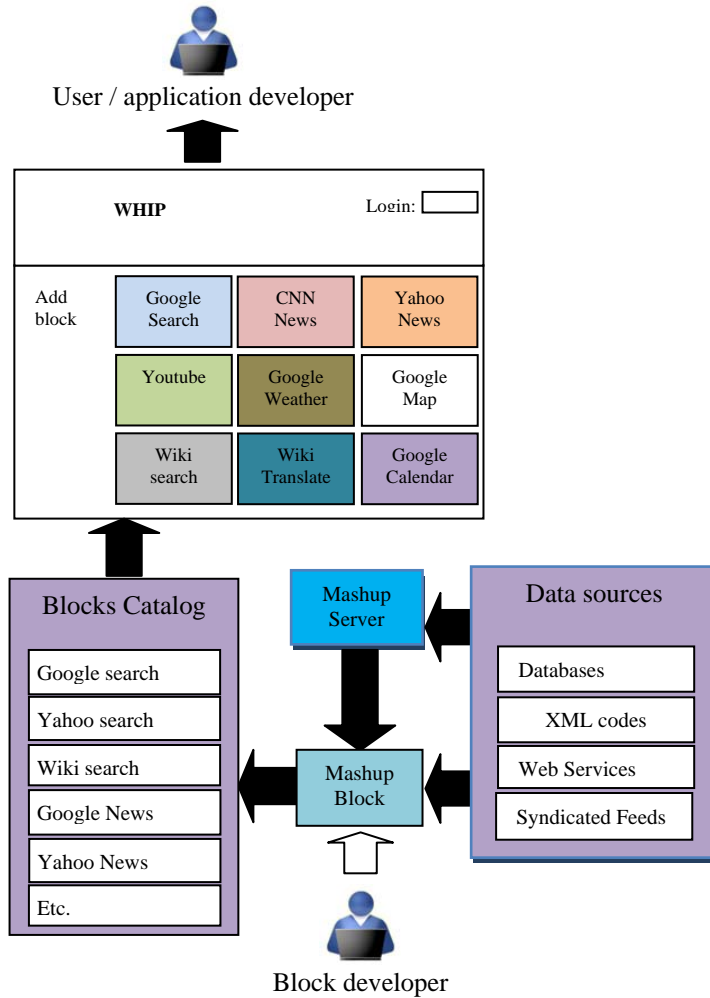 User / application developer
WHIP
Login:
Add
block
Google
Search
CNN
News
Yahoo
News
Youtube
Google
Weather
Google
Map
Wiki
search
Wiki
Translate
Google
Calendar
Blocks Catalog
Google search
Yahoo search
Wiki search
Google News
Yahoo News
Etc.
Mashup
Server
Mashup
Block
Data sources
Databases
XML codes
Web Services
Syndicated Feeds
Block developer